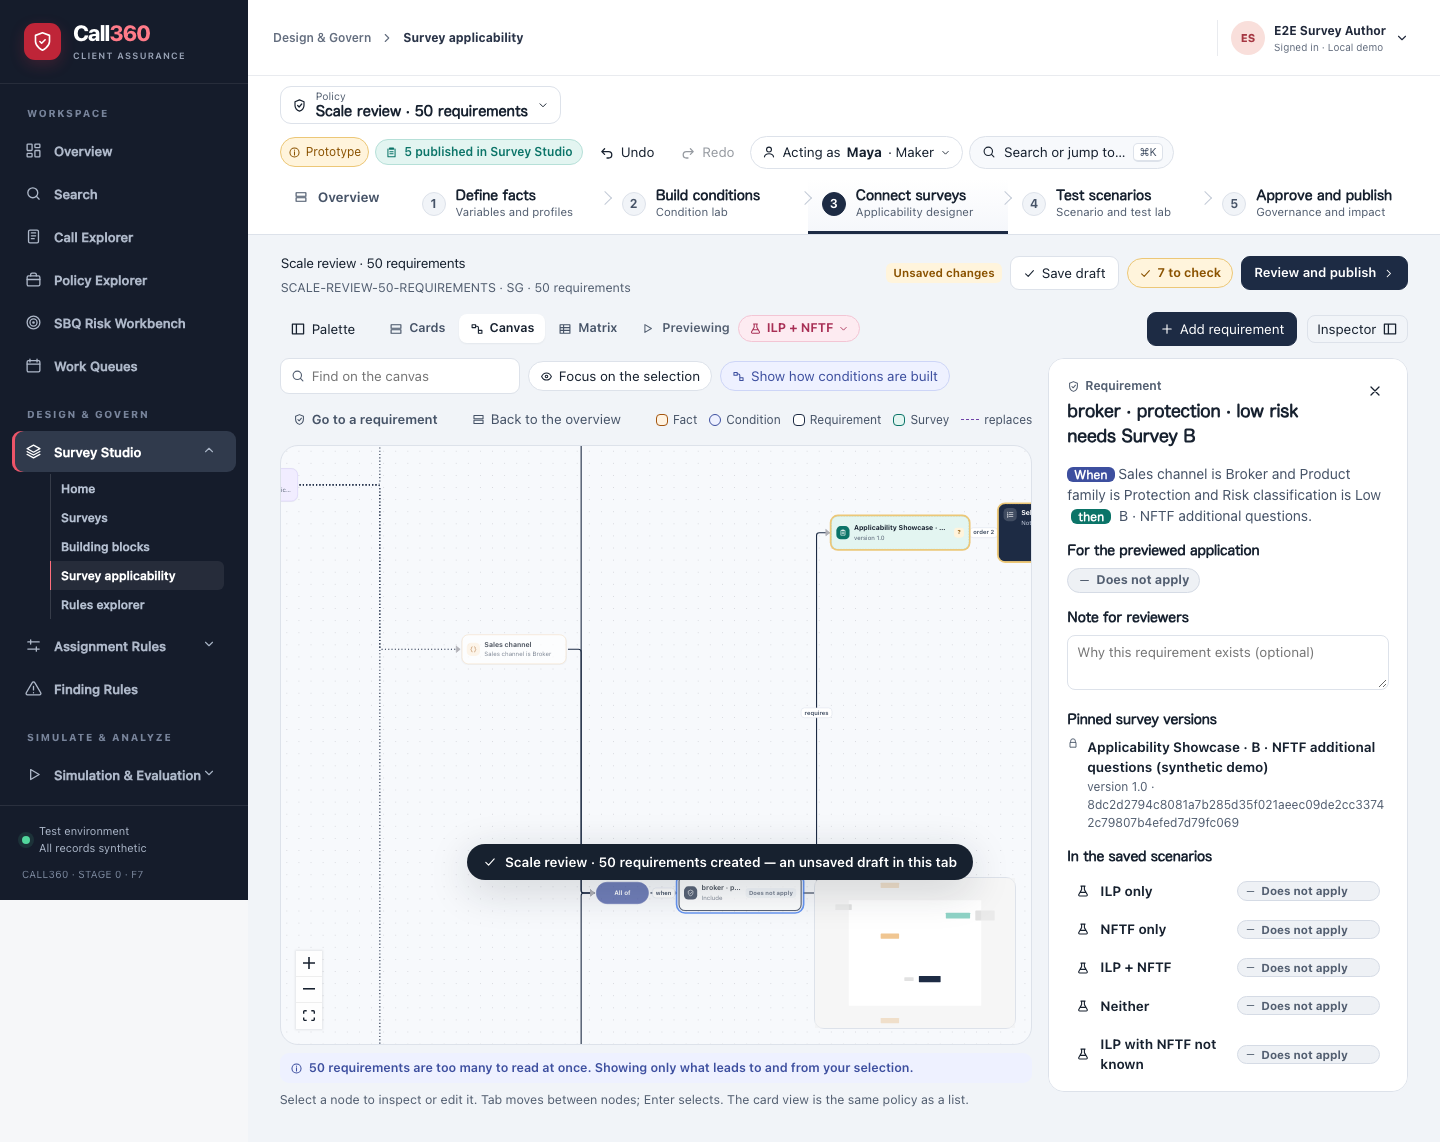 Call360
CLIENT ASSURANCE
WORKSPACE
Overview
Search
Call Explorer
Policy Explorer
SBQ Risk Workbench
Work Queues
DESIGN & GOVERN
Survey Studio
Home
Surveys
Building blocks
Survey applicability
Rules explorer
Assignment Rules
Finding Rules
SIMULATE & ANALYZE
Simulation & Evaluation
Test environment
All records synthetic
CALL360 · STAGE 0 · F7
Design & Govern
Survey applicability
ES
E2E Survey Author
Signed in · Local demo
Policy
Scale review · 50 requirements
Prototype
5 published in Survey Studio
Undo
Redo
Acting as Maya · Maker
Search or jump to...
⌘K
Overview
1
Define facts
Variables and profiles
2
Build conditions
Condition lab
3
Connect surveys
Applicability designer
4
Test scenarios
Scenario and test lab
5
Approve and publish
Governance and impact
Scale review · 50 requirements
SCALE-REVIEW-50-REQUIREMENTS · SG · 50 requirements
Unsaved changes
Save draft
7 to check
Review and publish
Palette
Cards
Canvas
Matrix
Previewing
ILP + NFTF
Add requirement
Inspector
Find on the canvas
Focus on the selection
Show how conditions are built
Go to a requirement
Back to the overview
Fact
Condition
Requirement
Survey
replaces
ic...
Applicability Showcase · ...
version 1.0
?
order 2
Sel
Not
Sales channel
Sales channel is Broker
requires
Scale review · 50 requirements created — an unsaved draft in this tab
All of
when
broker · p...
Include
Does not apply
50 requirements are too many to read at once. Showing only what leads to and from your selection.
Select a node to inspect or edit it. Tab moves between nodes; Enter selects. The card view is the same policy as a list.
Requirement
broker · protection · low risk
needs Survey B
When Sales channel is Broker and Product
family is Protection and Risk classification is Low
then B · NFTF additional questions.
For the previewed application
Does not apply
Note for reviewers
Why this requirement exists (optional)
Pinned survey versions
Applicability Showcase · B · NFTF additional
questions (synthetic demo)
version 1.0 ·
8dc2d2794c8081a7b285d35f021aeec09de2cc3374
2c79807b4efed7d79fc069
In the saved scenarios
ILP only
Does not apply
NFTF only
Does not apply
ILP + NFTF
Does not apply
Neither
Does not apply
ILP with NFTF not
known
Does not apply